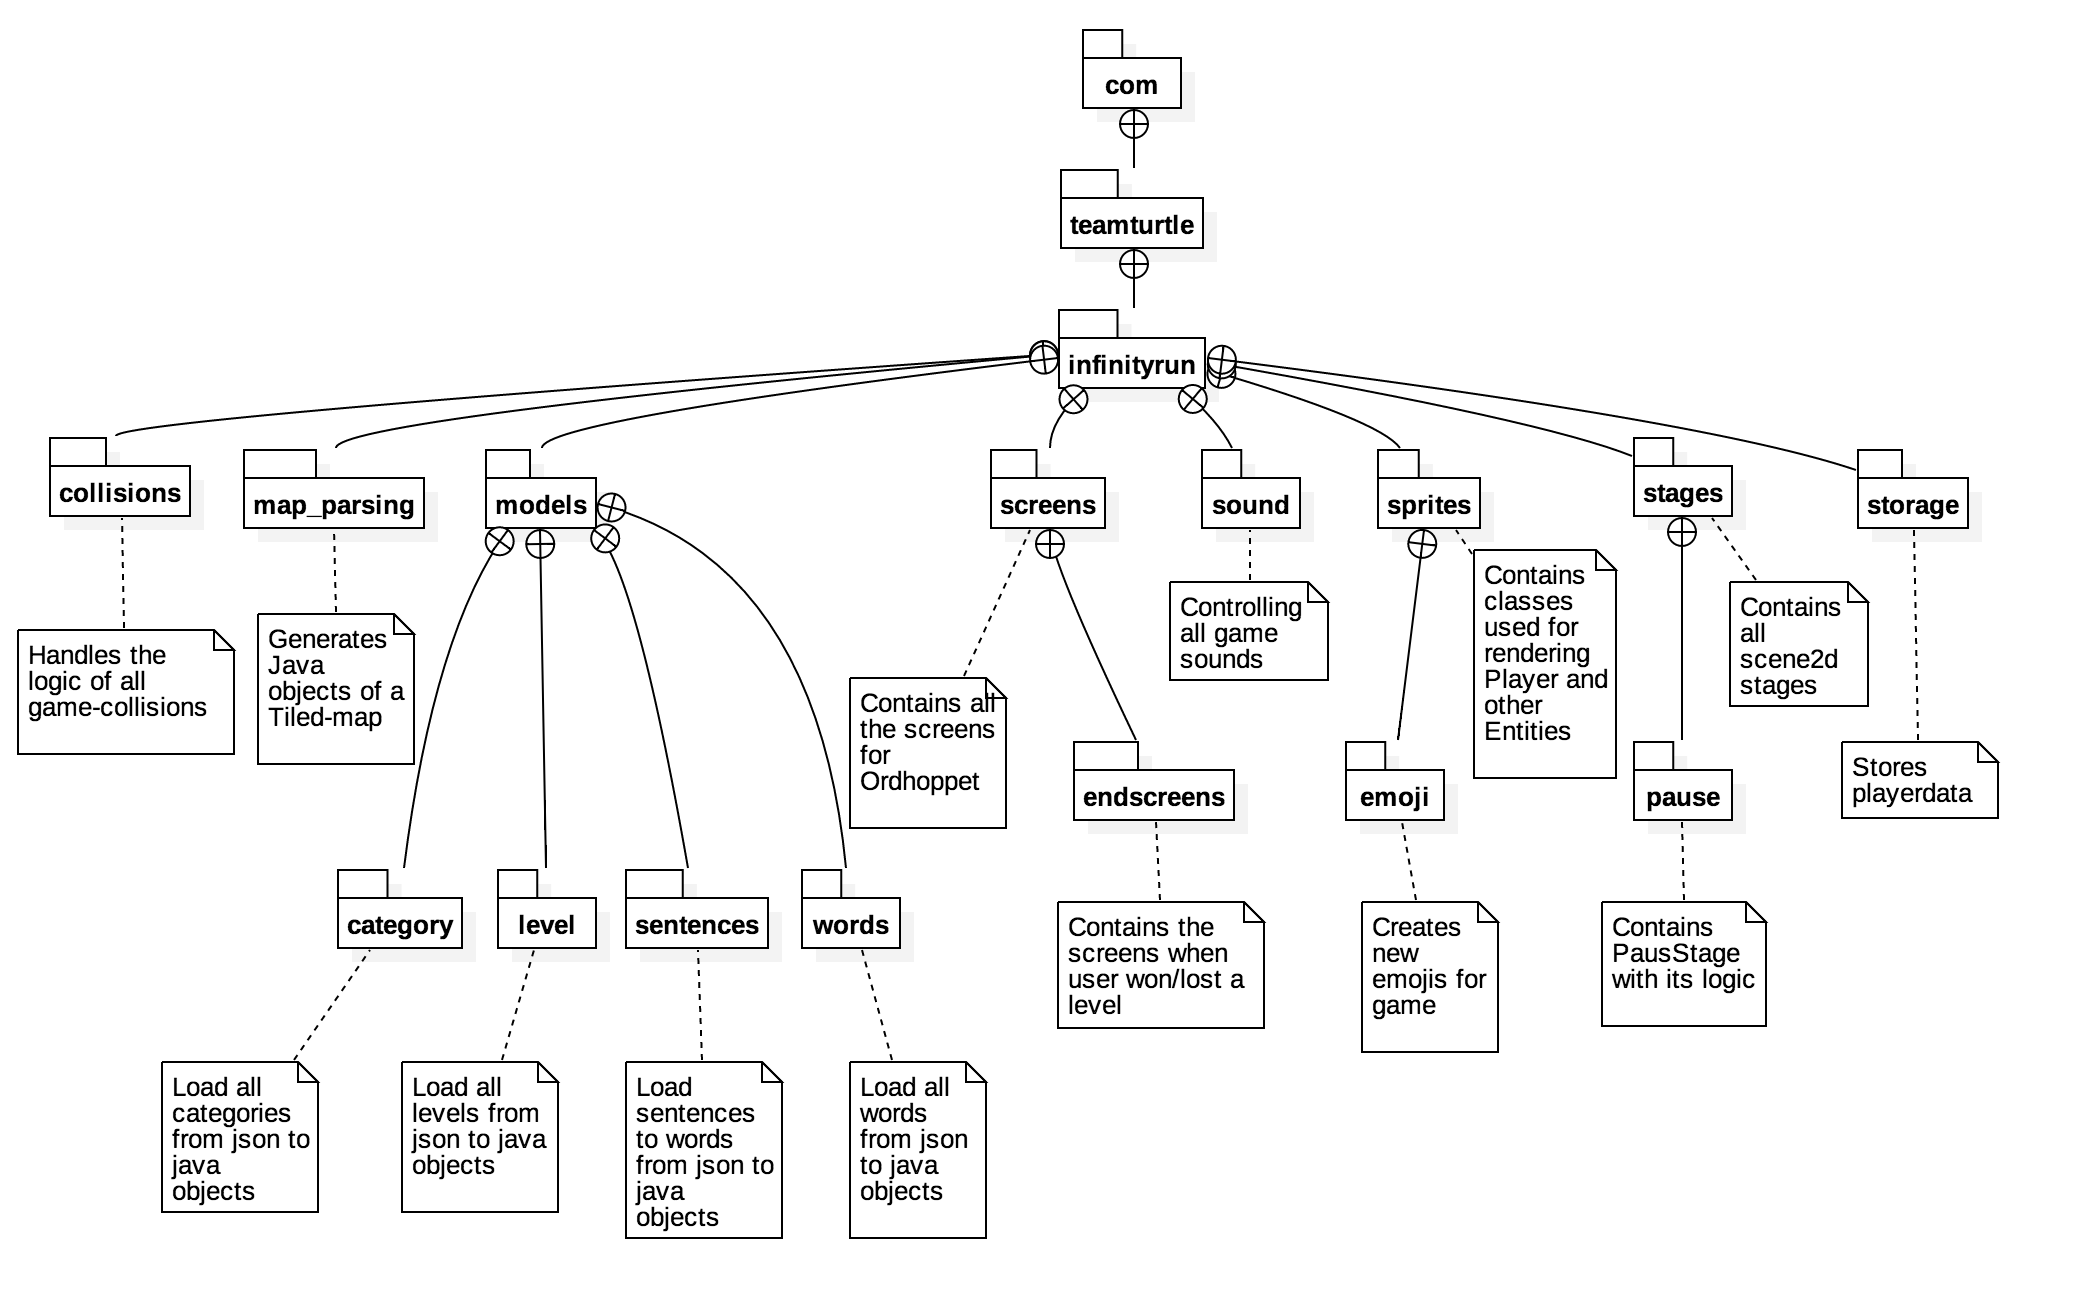 com
teamturtle
infinityrun
collisions
map_parsing
models
screens
sound
sprites
stages
storage
Handles the
logic of all
game-collisions
Generates
Java
objects of a
Tiled-map
Contains all
the screens
for
Ordhoppet
Controlling
all game
sounds
Contains
classes
used for
rendering
Player and
other
Entities
Contains
all
scene2d
stages
Stores
playerdata
endscreens
emoji
pause
category
level
sentences
words
Contains the
screens when
user won/lost a
level
Creates
new
emojis for
game
Contains
PausStage
with its logic
Load all
categories
from json to
java
objects
Load all
levels from
json to java
objects
Load
sentences
to words
from json to
java
objects
Load all
words
from json
to java
objects